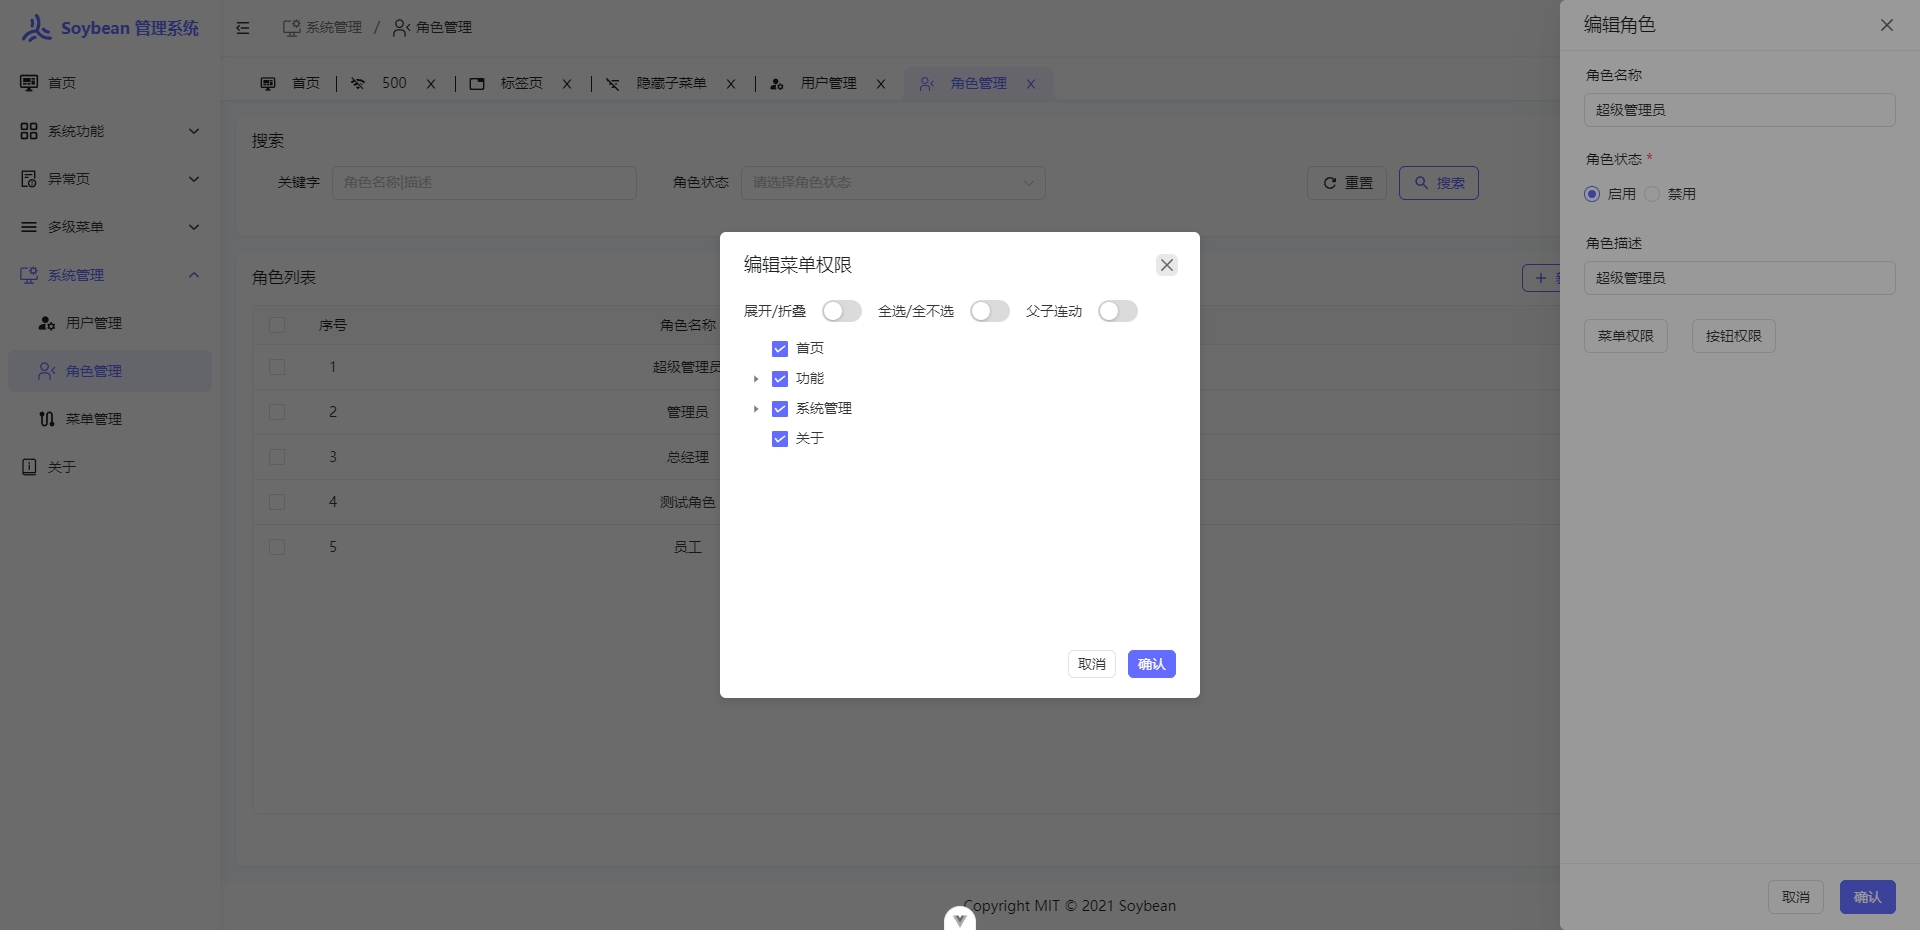 Soybean 管理系统
首页
系统功能
异常页
多级菜单
系统管理
用户管理
角色管理
菜单管理
关于
系统管理 / 角色管理
首页 500 标签页 隐藏子菜单 用户管理 角色管理
搜索
关键字 角色名称|描述 角色状态 请选择角色状态 重置 搜索
角色列表
序号 角色名称
1 超级管理员
2 管理员
3 总经理
4 测试角色
5 员工
Copyright MIT © 2021 Soybean
编辑菜单权限
展开/折叠 全选/全不选 父子连动
首页
功能
系统管理
关于
取消 确认
编辑角色
角色名称
超级管理员
角色状态 *
启用 禁用
角色描述
超级管理员
菜单权限 按钮权限
取消 确认